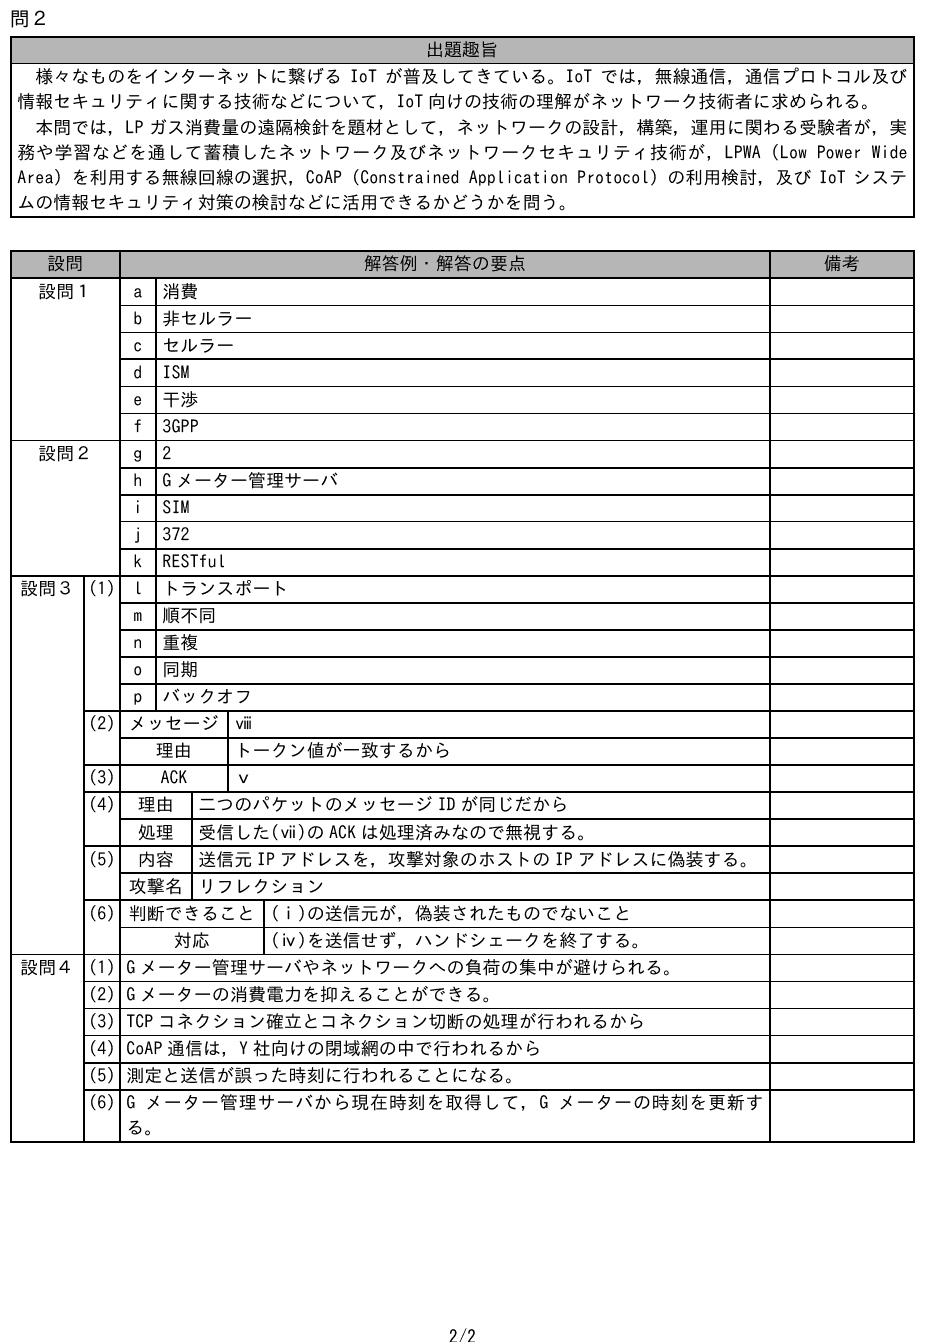 問２
出題趣旨
様々なものをインターネットに繋げる IoT が普及してきている。IoT では，無線通信，通信プロトコル及び
情報セキュリティに関する技術などについて，IoT 向けの技術の理解がネットワーク技術者に求められる。
本問では，LP ガス消費量の遠隔検針を題材として，ネットワークの設計，構築，運用に関わる受験者が，実
務や学習などを通して蓄積したネットワーク及びネットワークセキュリティ技術が，LPWA（Low Power Wide
Area）を利用する無線回線の選択，CoAP（Constrained Application Protocol）の利用検討，及び IoT システ
ムの情報セキュリティ対策の検討などに活用できるかどうかを問う。
設問 解答例・解答の要点 備考
設問１ a 消費
b 非セルラー
c セルラー
d ISM
e 干渉
f 3GPP
設問２ g 2
h G メーター管理サーバ
i SIM
j 372
k RESTful
設問３ (1) l トランスポート
m 順不同
n 重複
o 同期
p バックオフ
(2) メッセージ ⅷ
理由 トークン値が一致するから
(3) ACK ⅴ
(4) 理由 二つのパケットのメッセージ ID が同じだから
処理 受信した(ⅶ)の ACK は処理済みなので無視する。
(5) 内容 送信元 IP アドレスを，攻撃対象のホストの IP アドレスに偽装する。
攻撃名 リフレクション
(6) 判断できること (ⅰ)の送信元が，偽装されたものでないこと
対応 (ⅳ)を送信せず，ハンドシェークを終了する。
設問４ (1) G メーター管理サーバやネットワークへの負荷の集中が避けられる。
(2) G メーターの消費電力を抑えることができる。
(3) TCP コネクション確立とコネクション切断の処理が行われるから
(4) CoAP 通信は，Y 社向けの閉域網の中で行われるから
(5) 測定と送信が誤った時刻に行われることになる。
(6) G メーター管理サーバから現在時刻を取得して，G メーターの時刻を更新す
る。
2/2